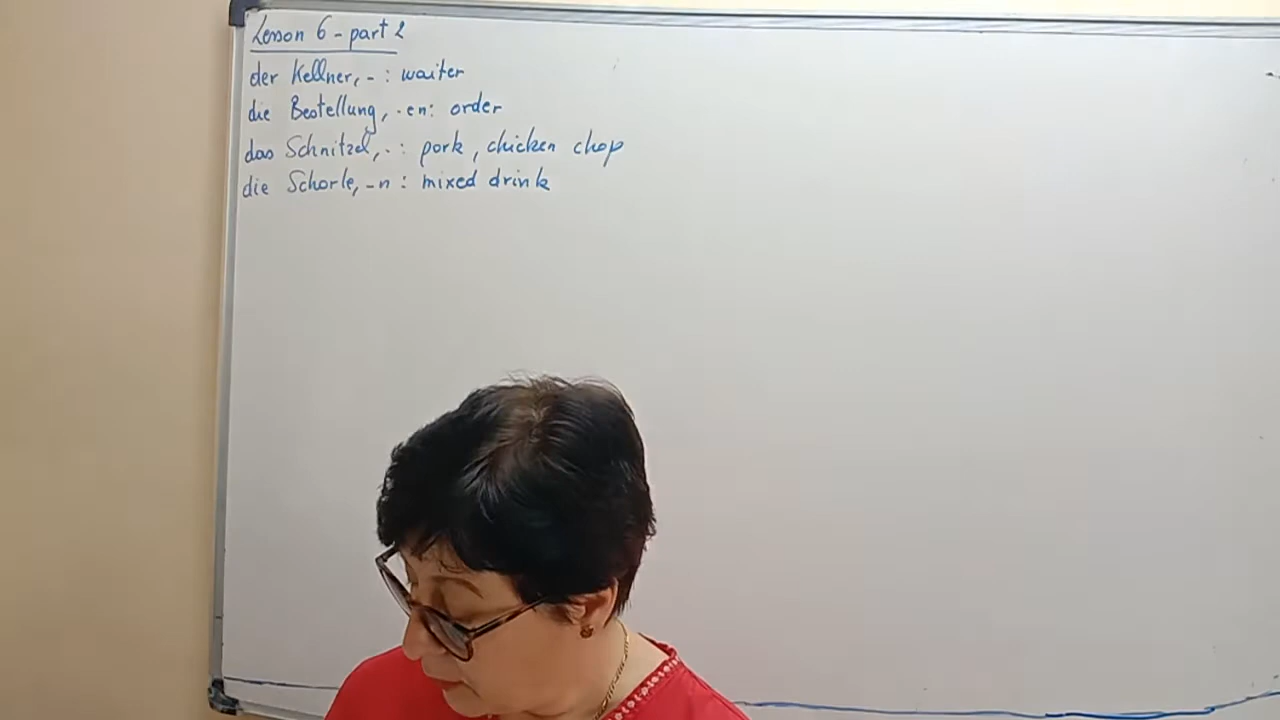 Lesson 6 - part 2
der Kellner, - : waiter
die Bestellung, -en: order
das Schnitzel, - : pork, chicken chop
die Schorle, -n : mixed drink